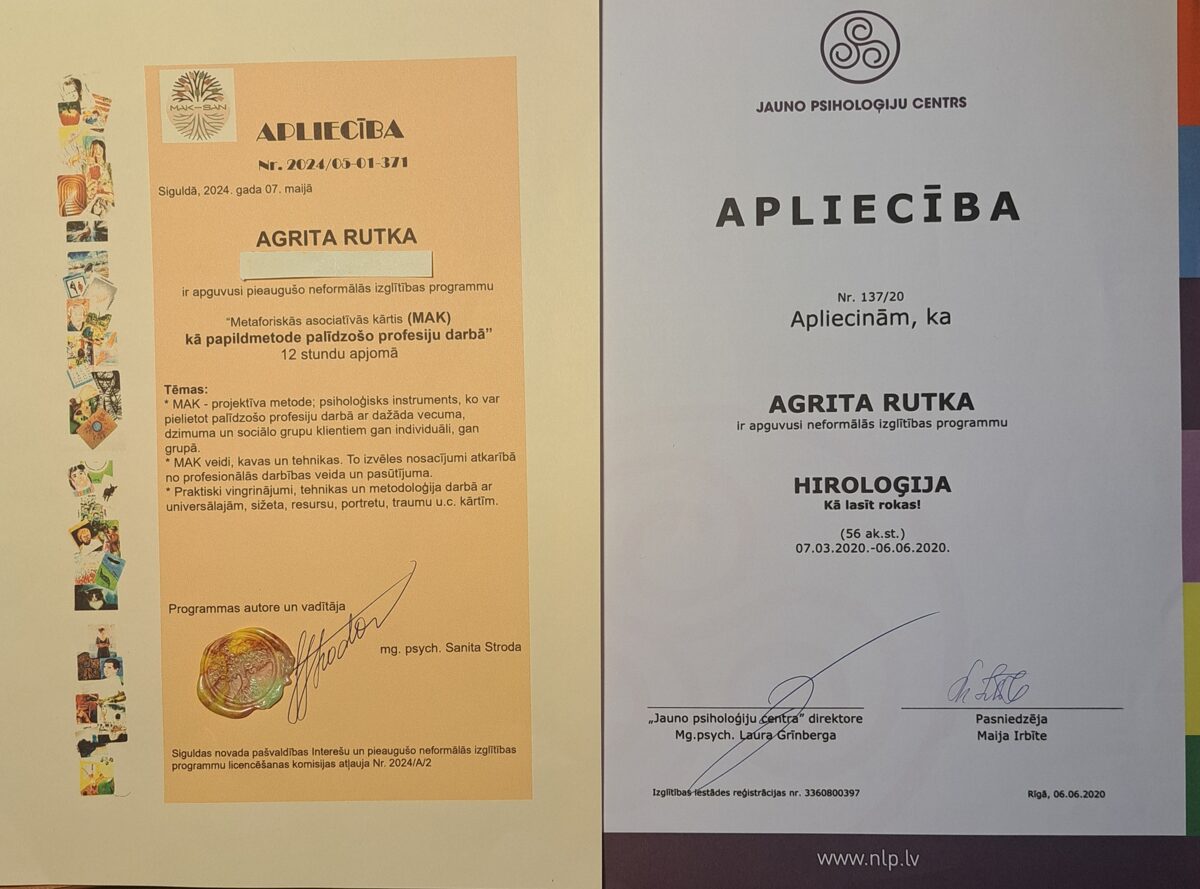 MAK-SAN
APLIECĪBA
Nr. 2024/05-01-371
Siguldā, 2024. gada 07. maijā
AGRITA RUTKA
ir apguvusi pieaugušo neformālās izglītības programmu
"Metaforiskās asociatīvās kārtis (MAK)
kā papildmetode palīdzošo profesiju darbā"
12 stundu apjomā
Tēmas:
* MAK - projektīva metode; psiholoģisks instruments, ko var
pielietot palīdzošo profesiju darbā ar dažāda vecuma,
dzimuma un sociālo grupu klientiem gan individuāli, gan
grupā.
* MAK veidi, kavas un tehnikas. To izvēles nosacījumi atkarībā
no profesionālās darbības veida un pasūtījuma.
* Praktiski vingrinājumi, tehnikas un metodoloģija darbā ar
universālajām, sižeta, resursu, portretu, traumu u.c. kārtīm.
Programmas autore un vadītāja
mg. psych. Sanita Stroda
Siguldas novada pašvaldības Interešu un pieaugušo neformālās izglītības
programmu licencēšanas komisijas atļauja Nr. 2024/A/2
JAUNO PSIHOLOĢIJU CENTRS
APLIECĪBA
Nr. 137/20
Apliecinām, ka
AGRITA RUTKA
ir apguvusi neformālās izglītības programmu
HIROLOĢIJA
Kā lasīt rokas!
(56 ak.st.)
07.03.2020.-06.06.2020.
„Jauno psiholoģiju centra" direktore
Mg.psych. Laura Grīnberga
Pasniedzēja
Maija Irbīte
Izglītības iestādes reģistrācijas nr. 3360800397
Rīgā, 06.06.2020
www.nlp.lv